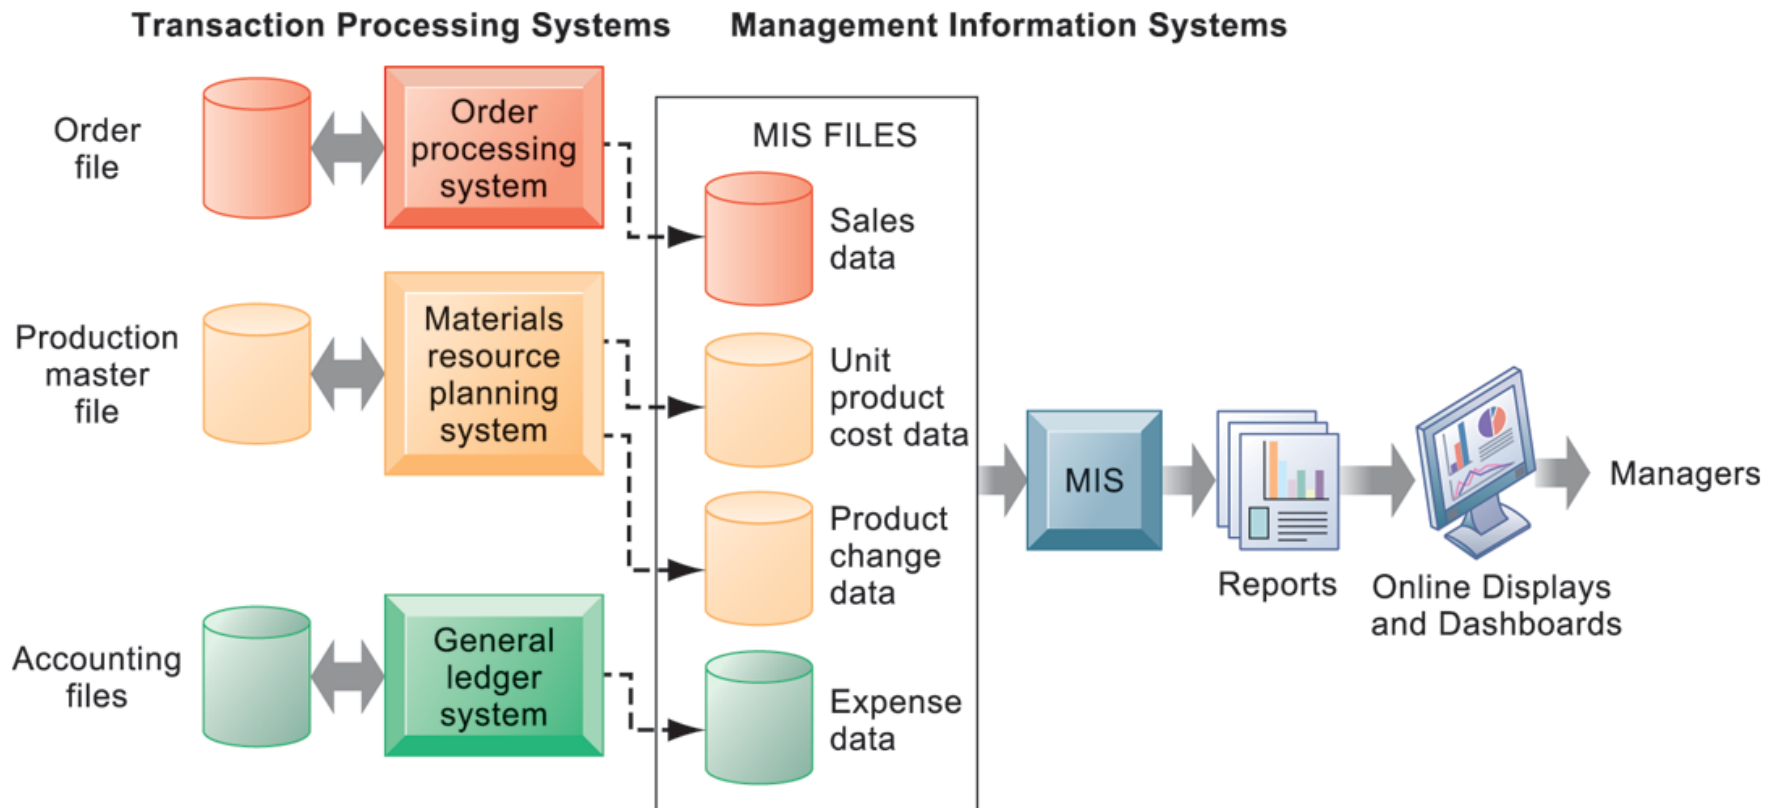 Transaction Processing Systems
Management Information Systems
Order
file
Order
processing
system
MIS FILES
Sales
data
Production
master
file
Materials
resource
planning
system
Unit
product
cost data
Product
change
data
Accounting
files
General
ledger
system
Expense
data
MIS
Reports
Online Displays
and Dashboards
Managers